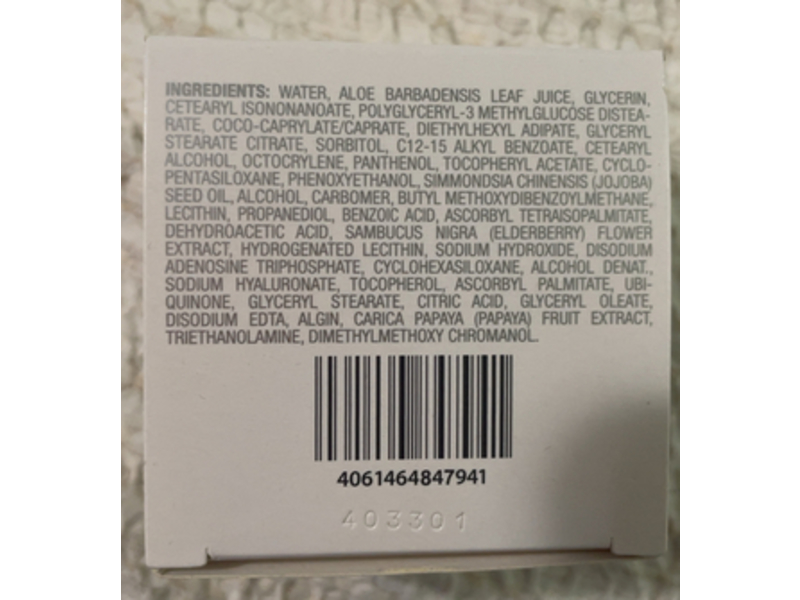 INGREDIENTS: WATER, ALOE BARBADENSIS LEAF JUICE, GLYCERIN,
CETEARYL ISONONANOATE, POLYGLYCERYL-3 METHYLGLUCOSE DISTEA-
RATE, COCO-CAPRYLATE/CAPRATE, DIETHYLHEXYL ADIPATE, GLYCERYL
STEARATE CITRATE, SORBITOL, C12-15 ALKYL BENZOATE, CETEARYL
ALCOHOL, OCTOCRYLENE, PANTHENOL, TOCOPHERYL ACETATE, CYCLO-
PENTASILOXANE, PHENOXYETHANOL, SIMMONDSIA CHINENSIS (JOJOBA)
SEED OIL, ALCOHOL, CARBOMER, BUTYL METHOXYDIBENZOYLMETHANE,
LECITHIN, PROPANEDIOL, BENZOIC ACID, ASCORBYL TETRAISOPALMITATE,
DEHYDROACETIC ACID, SAMBUCUS NIGRA (ELDERBERRY) FLOWER
EXTRACT, HYDROGENATED LECITHIN, SODIUM HYDROXIDE, DISODIUM
ADENOSINE TRIPHOSPHATE, CYCLOHEXASILOXANE, ALCOHOL DENAT.,
SODIUM HYALURONATE, TOCOPHEROL, ASCORBYL PALMITATE, UBI-
QUINONE, GLYCERYL STEARATE, CITRIC ACID, GLYCERYL OLEATE,
DISODIUM EDTA, ALGIN, CARICA PAPAYA (PAPAYA) FRUIT EXTRACT,
TRIETHANOLAMINE, DIMETHYLMETHOXY CHROMANOL.
4061464847941
403301